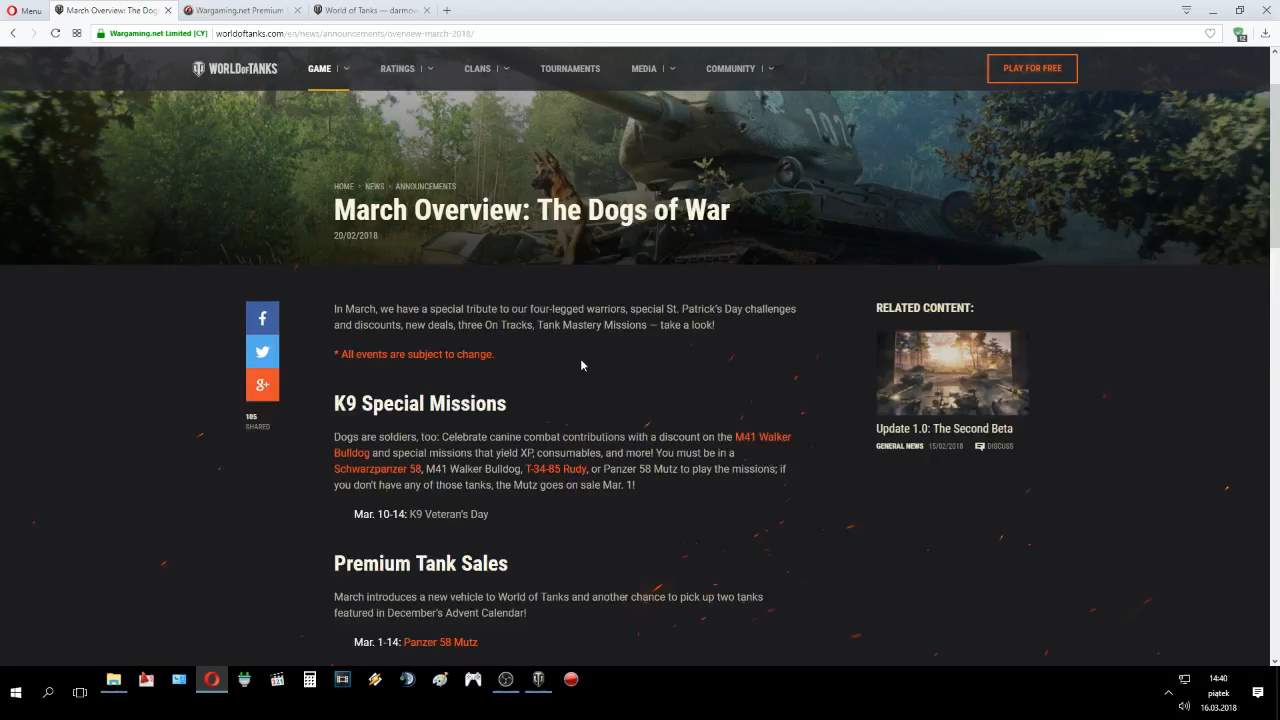 Menu
March Overview: The Dog
Wargaming.net Premium
World of Tanks — darmow
Wargaming.net Limited [CY]
worldoftanks.com/en/news/announcements/overview-march-2018/
12
WORLD OF TANKS
GAME
RATINGS
CLANS
TOURNAMENTS
MEDIA
COMMUNITY
PLAY FOR FREE
102
HOME
NEWS
ANNOUNCEMENTS
March Overview: The Dogs of War
20/02/2018
In March, we have a special tribute to our four-legged warriors, special St. Patrick's Day challenges
and discounts, new deals, three On Tracks, Tank Mastery Missions — take a look!
* All events are subject to change.
105
SHARED
K9 Special Missions
Dogs are soldiers, too: Celebrate canine combat contributions with a discount on the M41 Walker
Bulldog and special missions that yield XP, consumables, and more! You must be in a
Schwarzpanzer 58, M41 Walker Bulldog, T-34-85 Rudy, or Panzer 58 Mutz to play the missions; if
you don't have any of those tanks, the Mutz goes on sale Mar. 1!
Mar. 10-14: K9 Veteran's Day
Premium Tank Sales
March introduces a new vehicle to World of Tanks and another chance to pick up two tanks
featured in December's Advent Calendar!
Mar. 1-14: Panzer 58 Mutz
RELATED CONTENT:
Update 1.0: The Second Beta
GENERAL NEWS 15/02/2018 DISCUSS
14:40
piątek
16.03.2018